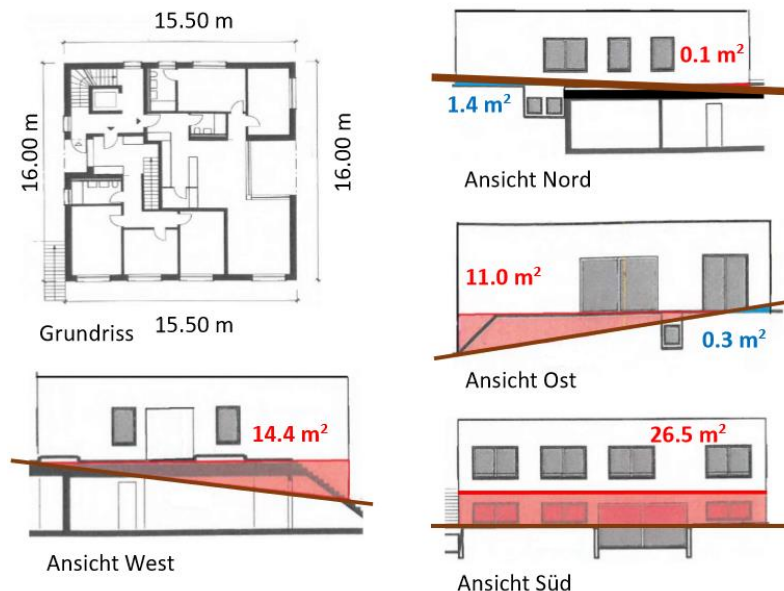 15.50 m
16.00 m
16.00 m
Grundriss
15.50 m
0.1 m²
1.4 m²
Ansicht Nord
11.0 m²
0.3 m²
Ansicht Ost
14.4 m²
Ansicht West
26.5 m²
Ansicht Süd